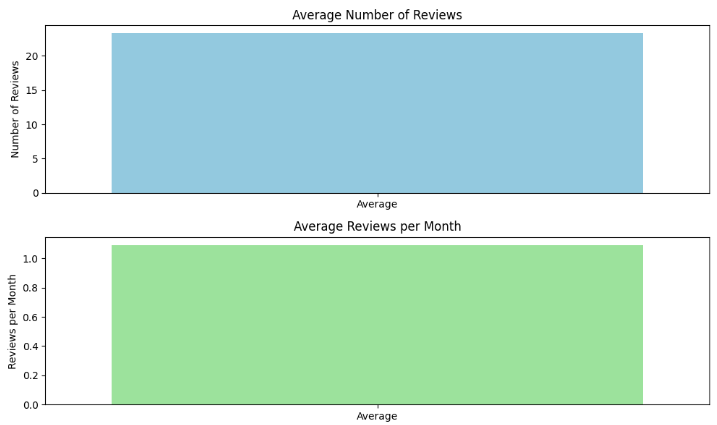 Average Number of Reviews
Number of Reviews
20
15
10
5
0
Average
Average Reviews per Month
Reviews per Month
1.0
0.8
0.6
0.4
0.2
0.0
Average